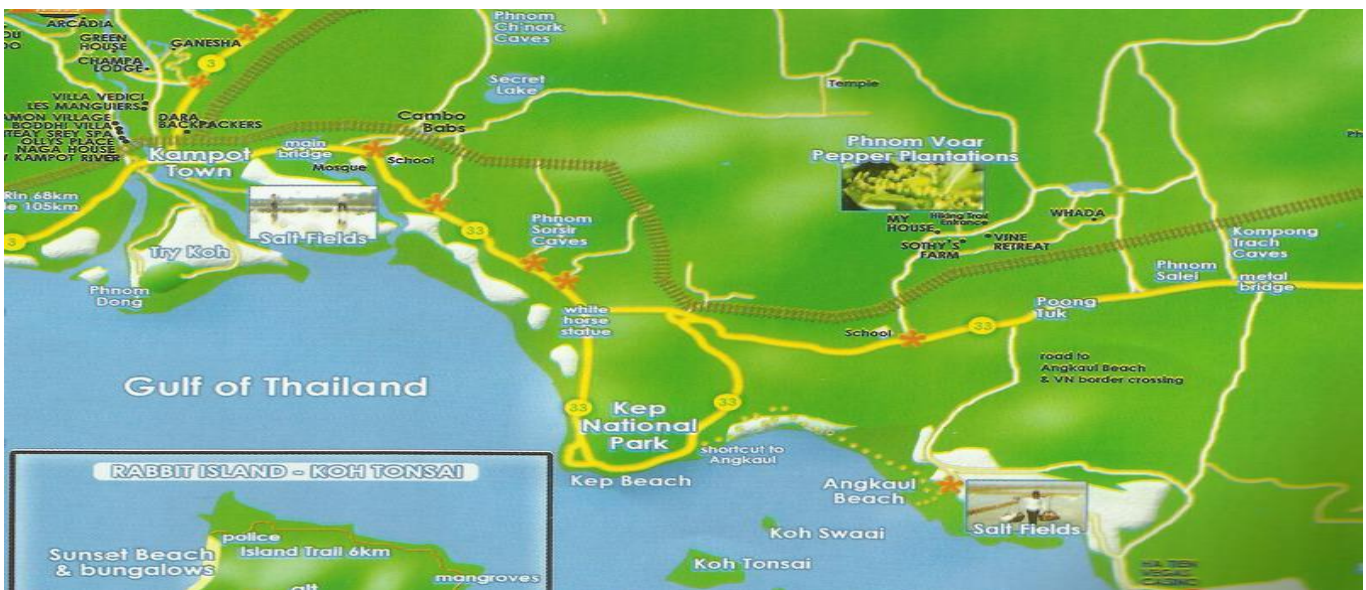 ARCADIA
GREEN
HOUSE
GANESHA
CHAMPA
LODGE
3
VILLA VEDICI
LES MANGUIERS
BODDHI VILLA
OLLYS PLACE
NAGA HOUSE
KAMPOT RIVER
DARA
BACKPACKERS
Kampot
Town
main
bridge
Mosque
School
Cambo
Babs
Secret
Lake
Phnom
Ch'nork
Caves
Temple
68km
105km
3
Try Koh
Phnom
Dong
Salt Fields
33
Phnom
Sorsir
Caves
white
horse
statue
Phnom Voar
Pepper Plantations
MY
HOUSE
Hiking Trail
Entrance
SOTHY'S
FARM
VINE
RETREAT
WHADA
Kompong
Trach
Caves
Phnom
Salei
metal
bridge
Poong
Tuk
School
33
road to
Angkaul Beach
& VN border crossing
Gulf of Thailand
33
Kep
National
Park
33
shortcut to
Angkaul
Kep Beach
Angkaul
Beach
Salt Fields
Koh Swaai
Koh Tonsai
RABBIT ISLAND - KOH TONSAI
police
Island Trail 6km
Sunset Beach
& bungalows
mangroves